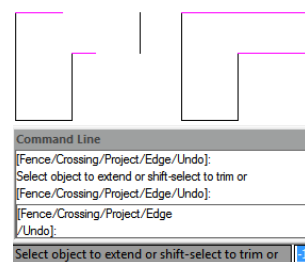 Command Line
[Fence/Crossing/Project/Edge/Undo]:
Select object to extend or shift-select to trim or
[Fence/Crossing/Project/Edge/Undo]:
[Fence/Crossing/Project/Edge
/Undo]:
Select object to extend or shift-select to trim or